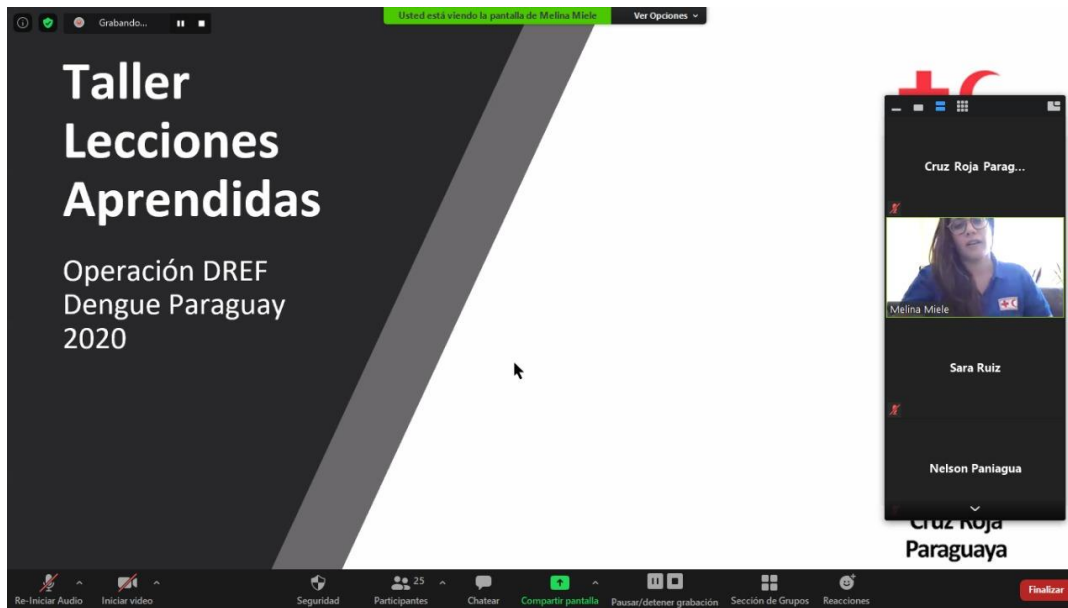 Grabando...
Usted está viendo la pantalla de Melina Miele
Ver Opciones
Taller
Lecciones
Aprendidas
Operación DREF
Dengue Paraguay
2020
Cruz Roja Parag...
Melina Miele
Sara Ruiz
Nelson Paniagua
Cruz Roja
Paraguaya
Re-Iniciar Audio
Iniciar video
Seguridad
25
Participantes
Chatear
Compartir pantalla
Pausar/detener grabación
Sección de Grupos
Reacciones
Finalizar